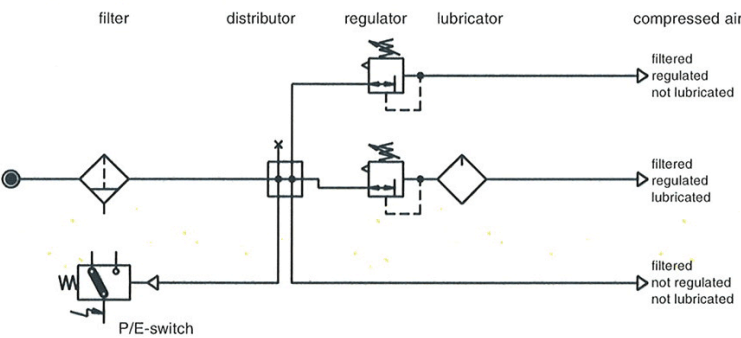 filter distributor regulator lubricator compressed air
filtered
regulated
not lubricated
filtered
regulated
lubricated
filtered
not regulated
not lubricated
P/E-switch